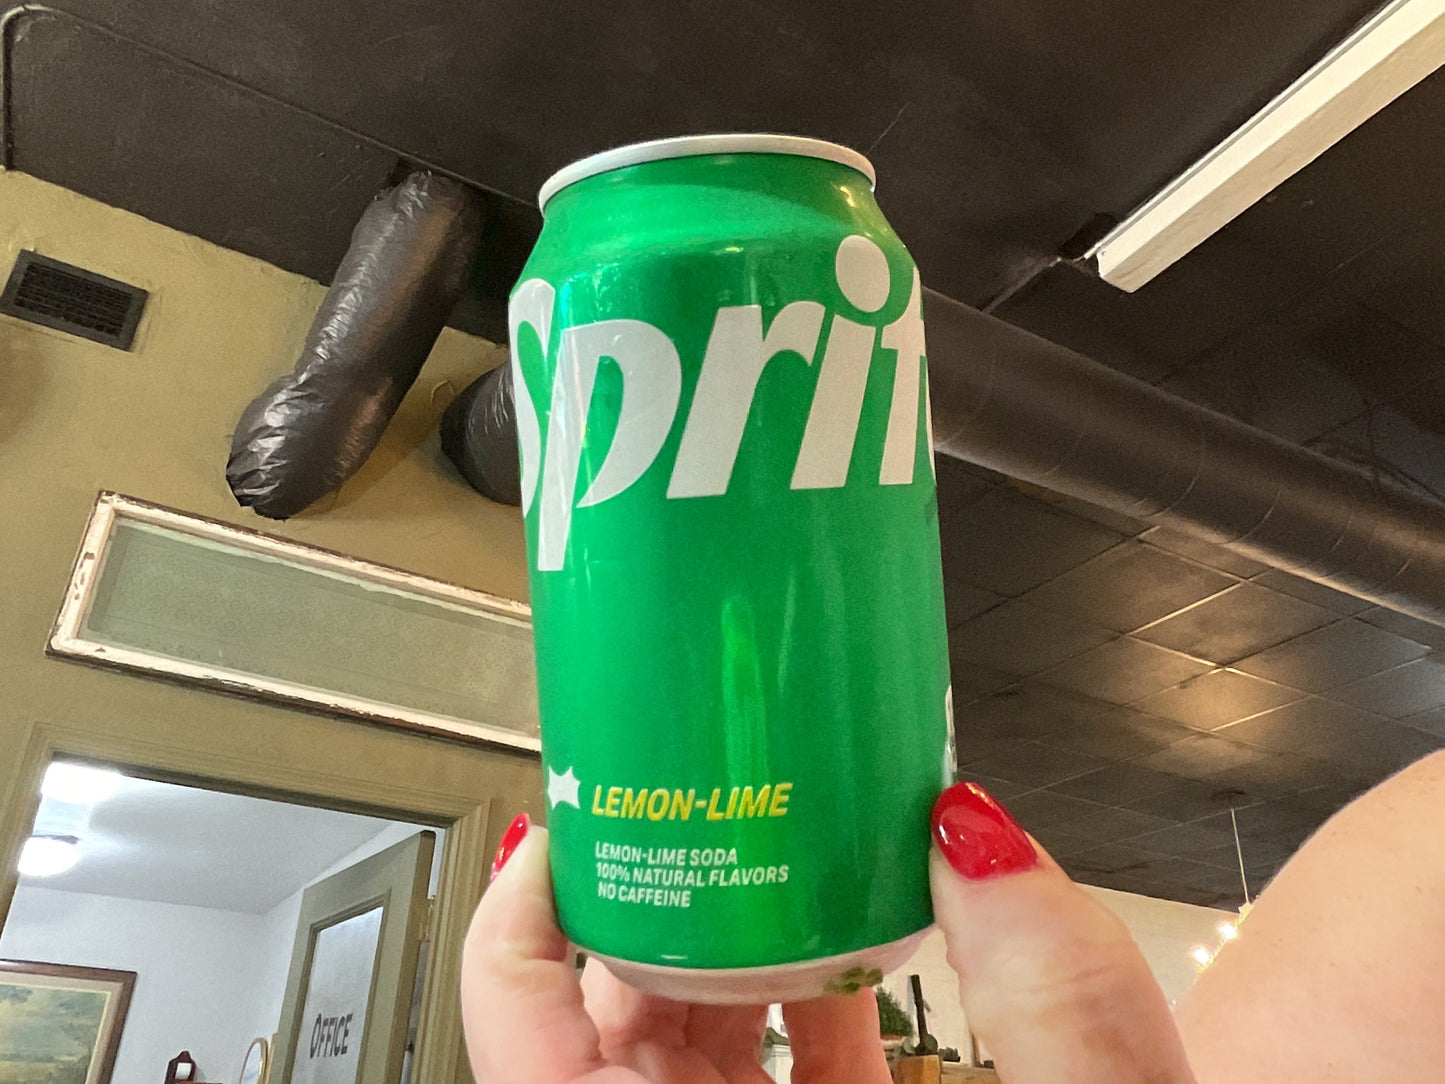 Sprit
LEMON-LIME
LEMON-LIME SODA
100% NATURAL FLAVORS
NO CAFFEINE
OFFICE